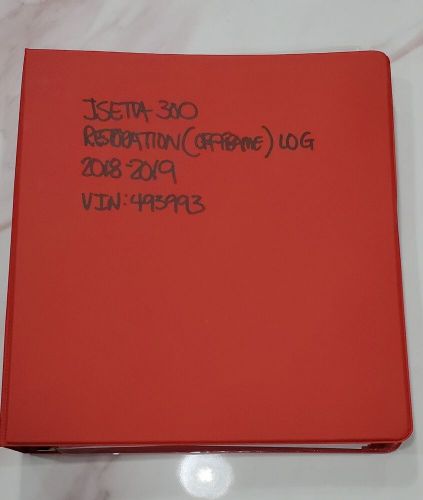 ISETTA 300
RESTORATION (OFFFRAME) LOG
2018-2019
VIN: 493993